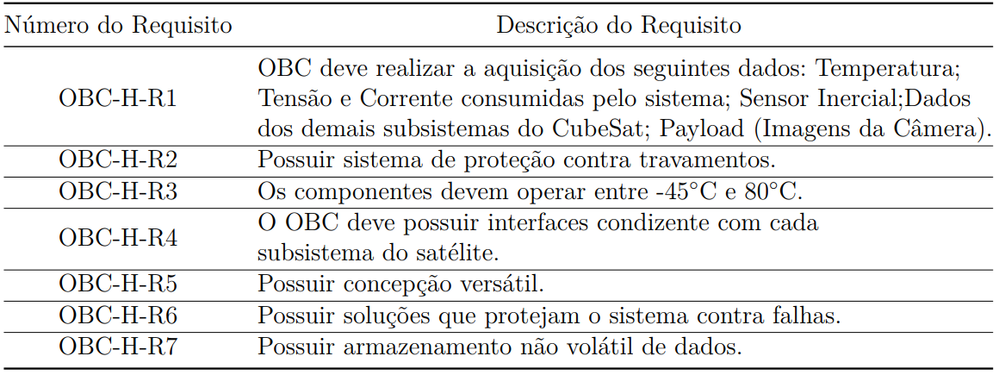 Número do Requisito Descrição do Requisito
OBC-H-R1 OBC deve realizar a aquisição dos seguintes dados: Temperatura;
Tensão e Corrente consumidas pelo sistema; Sensor Inercial;Dados
dos demais subsistemas do CubeSat; Payload (Imagens da Câmera).
OBC-H-R2 Possuir sistema de proteção contra travamentos.
OBC-H-R3 Os componentes devem operar entre -45°C e 80°C.
OBC-H-R4 O OBC deve possuir interfaces condizente com cada
subsistema do satélite.
OBC-H-R5 Possuir concepção versátil.
OBC-H-R6 Possuir soluções que protejam o sistema contra falhas.
OBC-H-R7 Possuir armazenamento não volátil de dados.